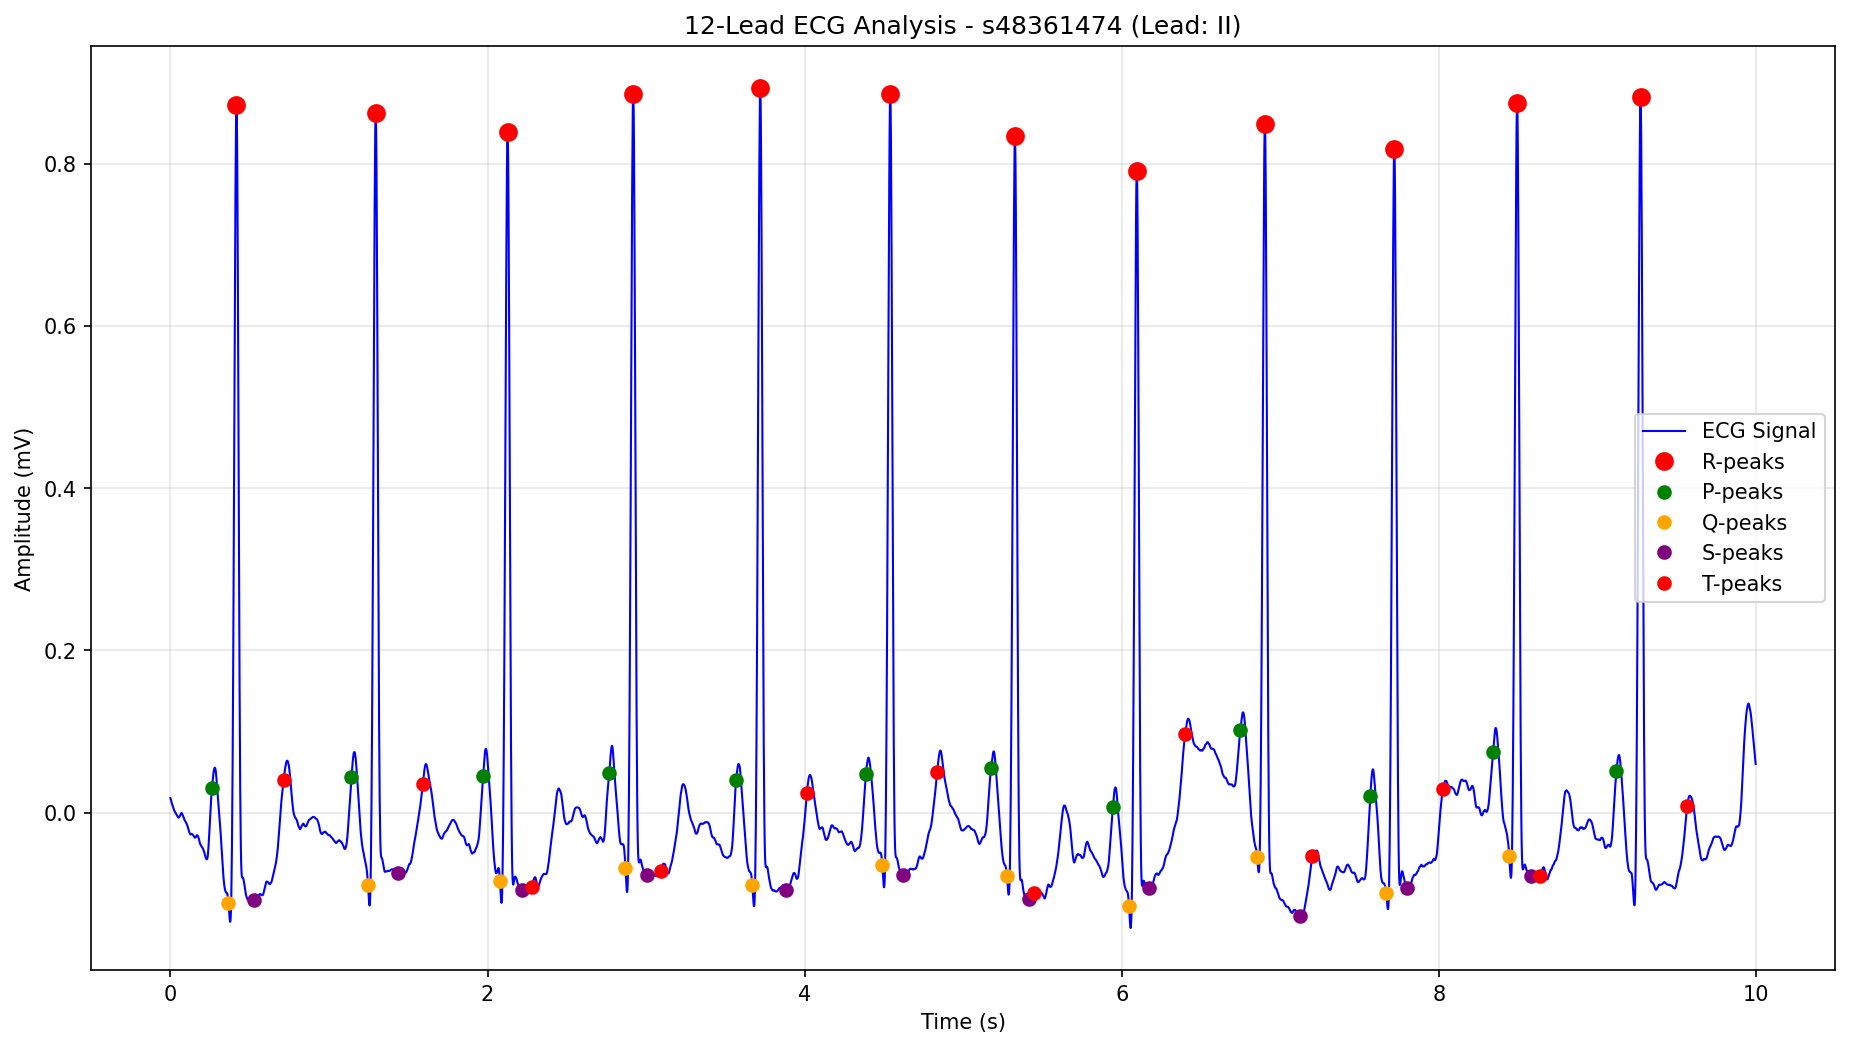 12-Lead ECG Analysis - s48361474 (Lead: II)
Amplitude (mV)
0.8
0.6
0.4
0.2
0.0
ECG Signal
R-peaks
P-peaks
Q-peaks
S-peaks
T-peaks
0 2 4 6 8 10
Time (s)